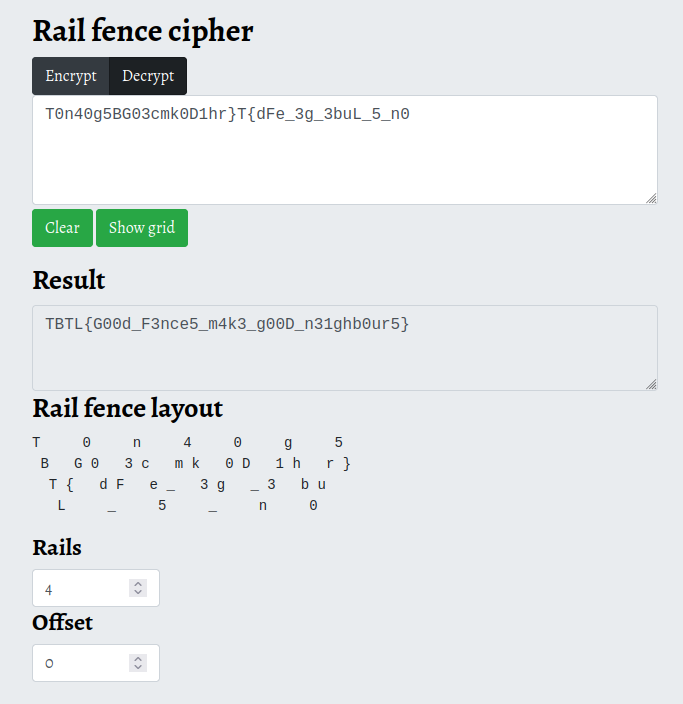 Rail fence cipher
Encrypt Decrypt
T0n40g5BG03cmk0D1hr}T{dFe_3g_3buL_5_n0
Clear Show grid
Result
TBTL{G00d_F3nce5_m4k3_g00D_n31ghb0ur5}
Rail fence layout
T     0     n     4     0     g     5
 B   G 0   3 c   m k   0 D   1 h   r }
  T {   d F   e _   3 g   _ 3   b u
   L     _     5     _     n     0
Rails
4
Offset
0